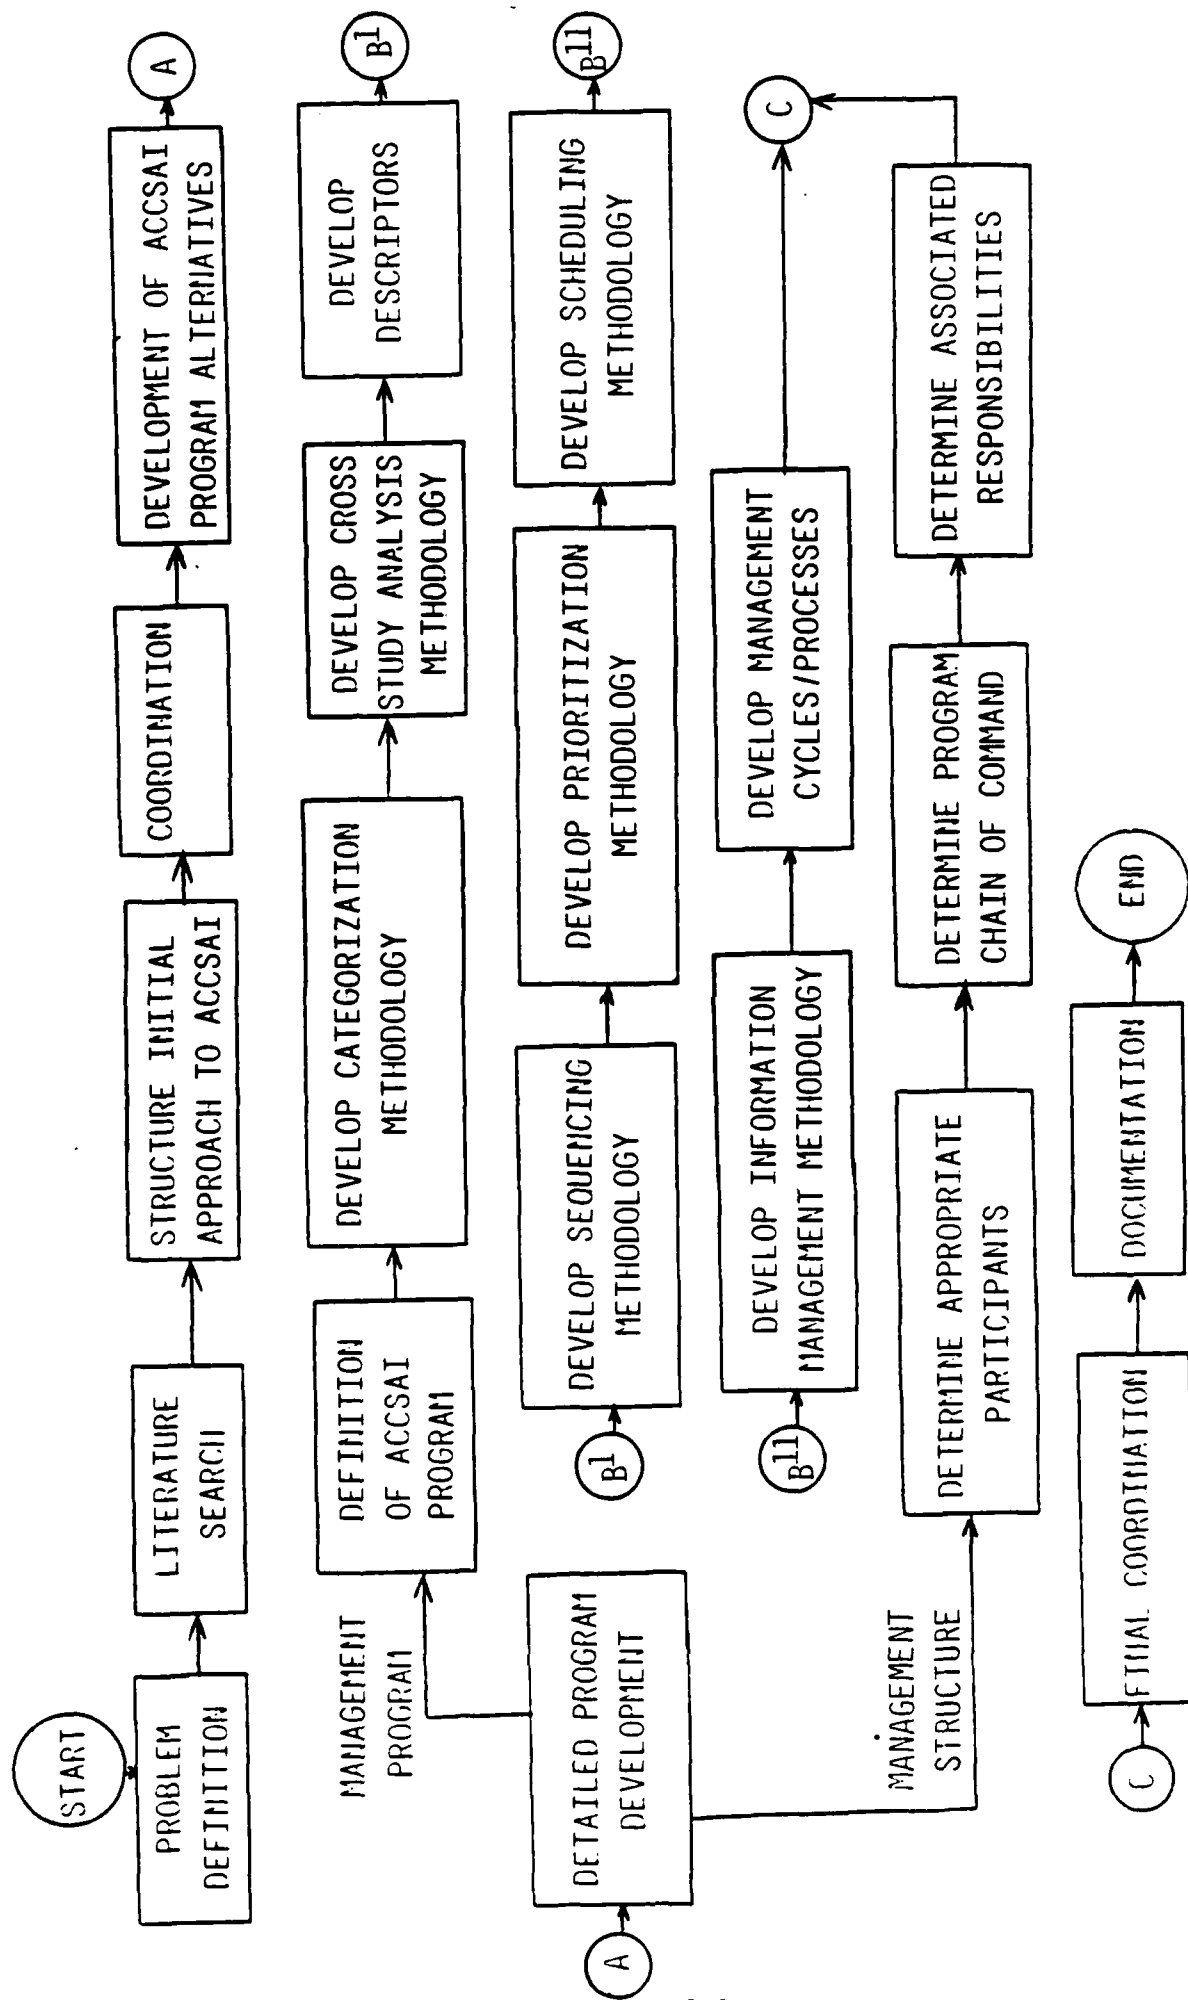 START
PROBLEM
DEFINITION
LITERATURE
SEARCH
STRUCTURE INITIAL
APPROACH TO ACCSAI
COORDINATION
DEVELOPMENT OF ACCSAI
PROGRAM ALTERNATIVES
A
MANAGEMENT
PROGRAM
DEFINITION
OF ACCSAI
PROGRAM
DEVELOP CATEGORIZATION
METHODOLOGY
DEVELOP CROSS
STUDY ANALYSIS
METHODOLOGY
DEVELOP
DESCRIPTORS
B1
A
DETAILED PROGRAM
DEVELOPMENT
B1
DEVELOP SEQUENCING
METHODOLOGY
DEVELOP PRIORITIZATION
METHODOLOGY
DEVELOP SCHEDULING
METHODOLOGY
B11
B11
DEVELOP INFORMATION
MANAGEMENT METHODOLOGY
DEVELOP MANAGEMENT
CYCLES/PROCESSES
C
MANAGEMENT
STRUCTURE
DETERMINE APPROPRIATE
PARTICIPANTS
DETERMINE PROGRAM
CHAIN OF COMMAND
DETERMINE ASSOCIATED
RESPONSIBILITIES
C
FINAL COORDINATION
DOCUMENTATION
END